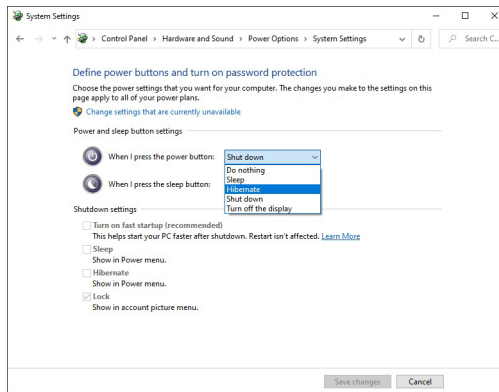 System Settings
Control Panel > Hardware and Sound > Power Options > System Settings
Search C...
Define power buttons and turn on password protection
Choose the power settings that you want for your computer. The changes you make to the settings on this
page apply to all of your power plans.
Change settings that are currently unavailable
Power and sleep button settings
When I press the power button:
Shut down
Do nothing
Sleep
Hibernate
Shut down
Turn off the display
When I press the sleep button:
Shutdown settings
Turn on fast startup (recommended)
This helps start your PC faster after shutdown. Restart isn't affected. Learn More
Sleep
Show in Power menu.
Hibernate
Show in Power menu.
Lock
Show in account picture menu.
Save changes
Cancel